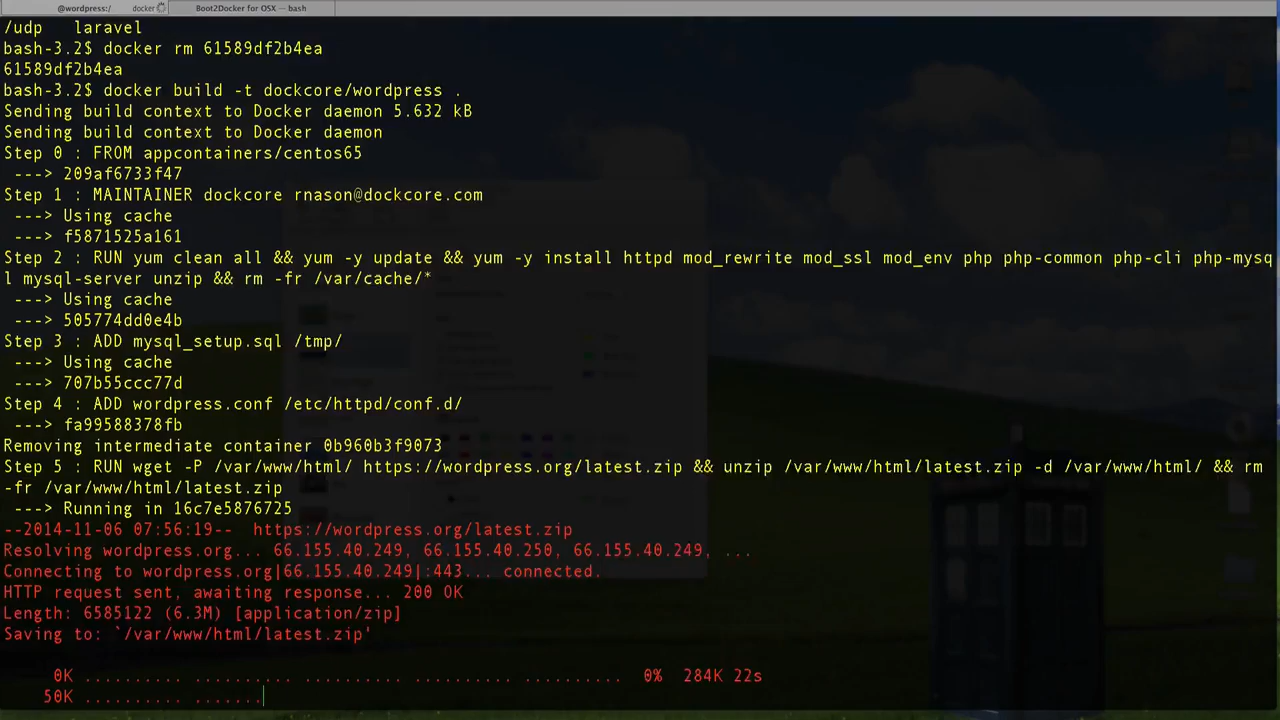 @wordpress:/ docker
Boot2Docker for OSX — bash
/udp   laravel
bash-3.2$ docker rm 61589df2b4ea
61589df2b4ea
bash-3.2$ docker build -t dockcore/wordpress .
Sending build context to Docker daemon 5.632 kB
Sending build context to Docker daemon
Step 0 : FROM appcontainers/centos65
 ---> 209af6733f47
Step 1 : MAINTAINER dockcore rnason@dockcore.com
 ---> Using cache
 ---> f5871525a161
Step 2 : RUN yum clean all && yum -y update && yum -y install httpd mod_rewrite mod_ssl mod_env php php-common php-cli php-mysq
l mysql-server unzip && rm -fr /var/cache/*
 ---> Using cache
 ---> 505774dd0e4b
Step 3 : ADD mysql_setup.sql /tmp/
 ---> Using cache
 ---> 707b55ccc77d
Step 4 : ADD wordpress.conf /etc/httpd/conf.d/
 ---> fa99588378fb
Removing intermediate container 0b960b3f9073
Step 5 : RUN wget -P /var/www/html/ https://wordpress.org/latest.zip && unzip /var/www/html/latest.zip -d /var/www/html/ && rm
-fr /var/www/html/latest.zip
 ---> Running in 16c7e5876725
--2014-11-06 07:56:19--  https://wordpress.org/latest.zip
Resolving wordpress.org... 66.155.40.249, 66.155.40.250, 66.155.40.249, ...
Connecting to wordpress.org|66.155.40.249|:443... connected.
HTTP request sent, awaiting response... 200 OK
Length: 6585122 (6.3M) [application/zip]
Saving to: `/var/www/html/latest.zip'
0K .......... .......... .......... .......... ..........  0%  284K 22s
50K .......... .......